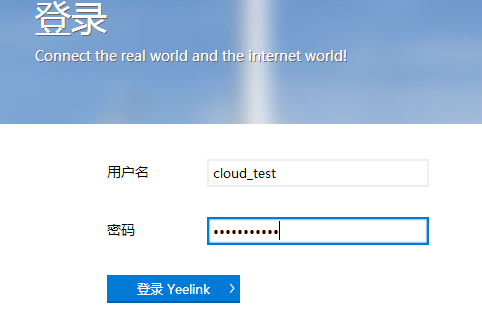 登录
Connect the real world and the internet world!
用户名
cloud_test
密码
•••••••••••
登录 Yeelink